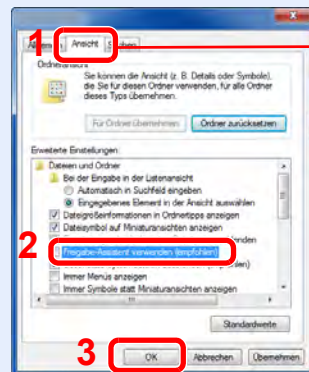 1
Ansicht
Ordneransicht
Sie können die Ansicht (z. B. Details oder Symbole),
die Sie für diesen Ordner verwenden, für alle Ordner
dieses Typs übernehmen.
Für Ordner übernehmen
Ordner zurücksetzen
Erweiterte Einstellungen:
Dateien und Ordner
Bei der Eingabe in der Listenansicht
Automatisch in Suchfeld eingeben
Eingegebenes Element in der Ansicht auswählen
Dateigrößeinformationen in Ordnertipps anzeigen
Dateisymbol auf Miniaturansichten anzeigen
2
Freigabe-Assistent verwenden (empfohlen)
Immer Menüs anzeigen
Immer Symbole statt Miniaturansichten anzeigen
Standardwerte
3
OK
Abbrechen
Übernehmen